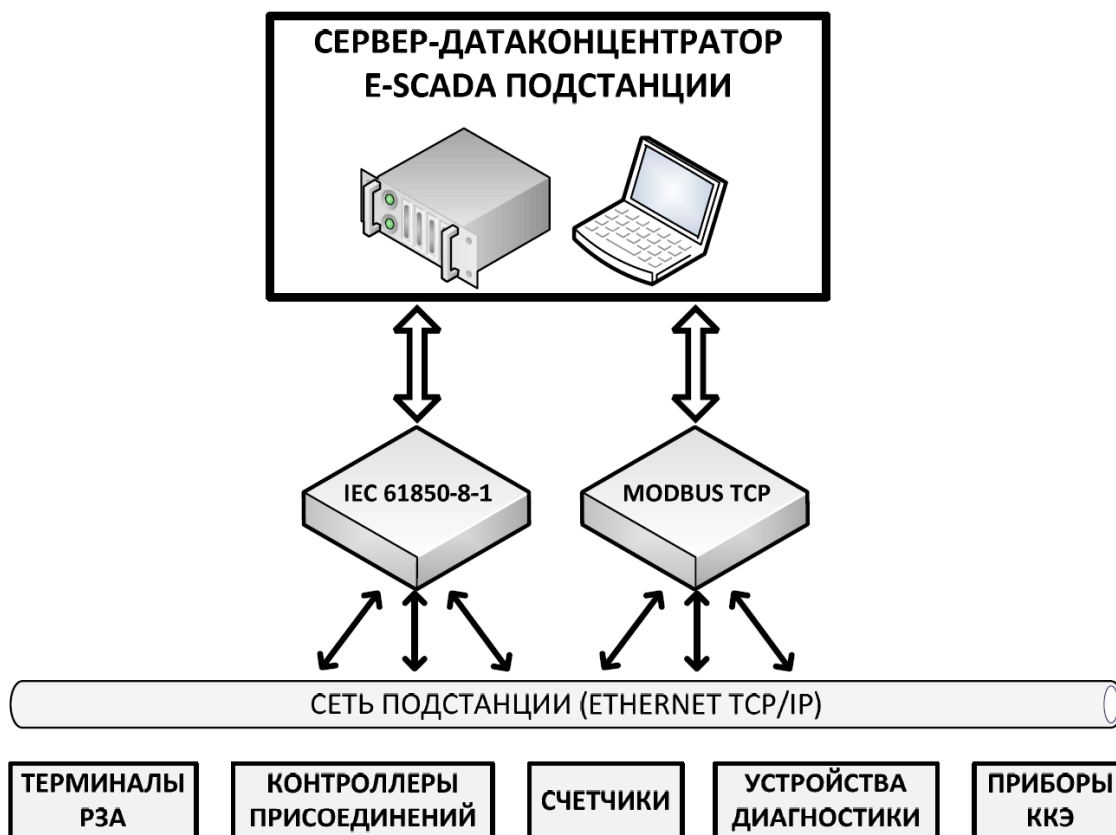 СЕРВЕР-ДАТАКОНЦЕНТРАТОР
E-SCADA ПОДСТАНЦИИ
IEC 61850-8-1
MODBUS TCP
СЕТЬ ПОДСТАНЦИИ (ETHERNET TCP/IP)
ТЕРМИНАЛЫ
РЗА
КОНТРОЛЛЕРЫ
ПРИСОЕДИНЕНИЙ
СЧЕТЧИКИ
УСТРОЙСТВА
ДИАГНОСТИКИ
ПРИБОРЫ
ККЭ